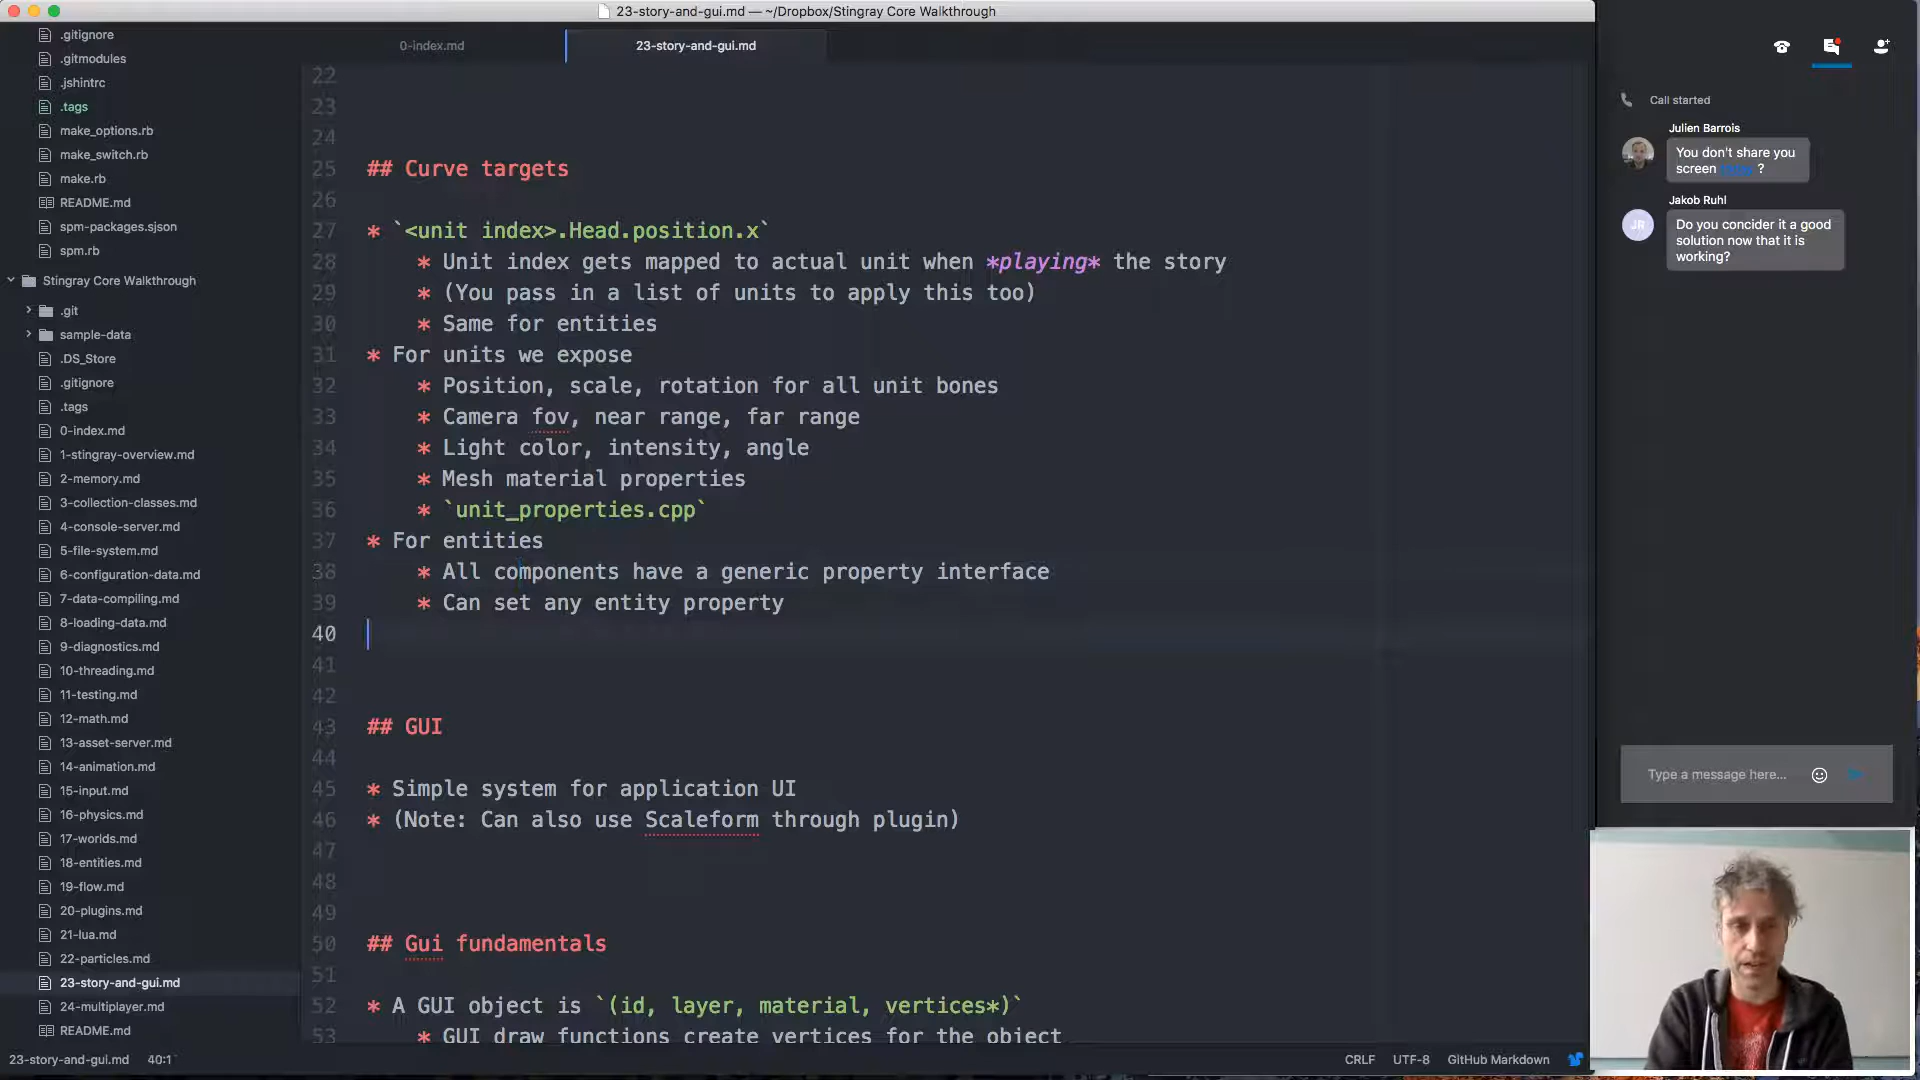 23-story-and-gui.md — ~/Dropbox/Stingray Core Walkthrough
0-index.md
23-story-and-gui.md
.gitignore
.gitmodules
.jshintrc
.tags
make_options.rb
make_switch.rb
make.rb
README.md
spm-packages.sjson
spm.rb
Stingray Core Walkthrough
.git
sample-data
.DS_Store
.gitignore
.tags
0-index.md
1-stingray-overview.md
2-memory.md
3-collection-classes.md
4-console-server.md
5-file-system.md
6-configuration-data.md
7-data-compiling.md
8-loading-data.md
9-diagnostics.md
10-threading.md
11-testing.md
12-math.md
13-asset-server.md
14-animation.md
15-input.md
16-physics.md
17-worlds.md
18-entities.md
19-flow.md
20-plugins.md
21-lua.md
22-particles.md
23-story-and-gui.md
24-multiplayer.md
README.md
22
23
24
25 ## Curve targets
26
27 * `<unit index>.Head.position.x`
28 * Unit index gets mapped to actual unit when *playing* the story
29 * (You pass in a list of units to apply this too)
30 * Same for entities
31 * For units we expose
32 * Position, scale, rotation for all unit bones
33 * Camera fov, near range, far range
34 * Light color, intensity, angle
35 * Mesh material properties
36 * `unit_properties.cpp`
37 * For entities
38 * All components have a generic property interface
39 * Can set any entity property
40
41
42
43 ## GUI
44
45 * Simple system for application UI
46 * (Note: Can also use Scaleform through plugin)
47
48
49
50 ## Gui fundamentals
51
52 * A GUI object is `(id, layer, material, vertices*)`
53 * GUI draw functions create vertices for the object
23-story-and-gui.md 40:1
CRLF UTF-8 GitHub Markdown
Call started
Julien Barrois
You don't share you
screen ?
Jakob Ruhl
JR
Do you concider it a good
solution now that it is
working?
Type a message here...